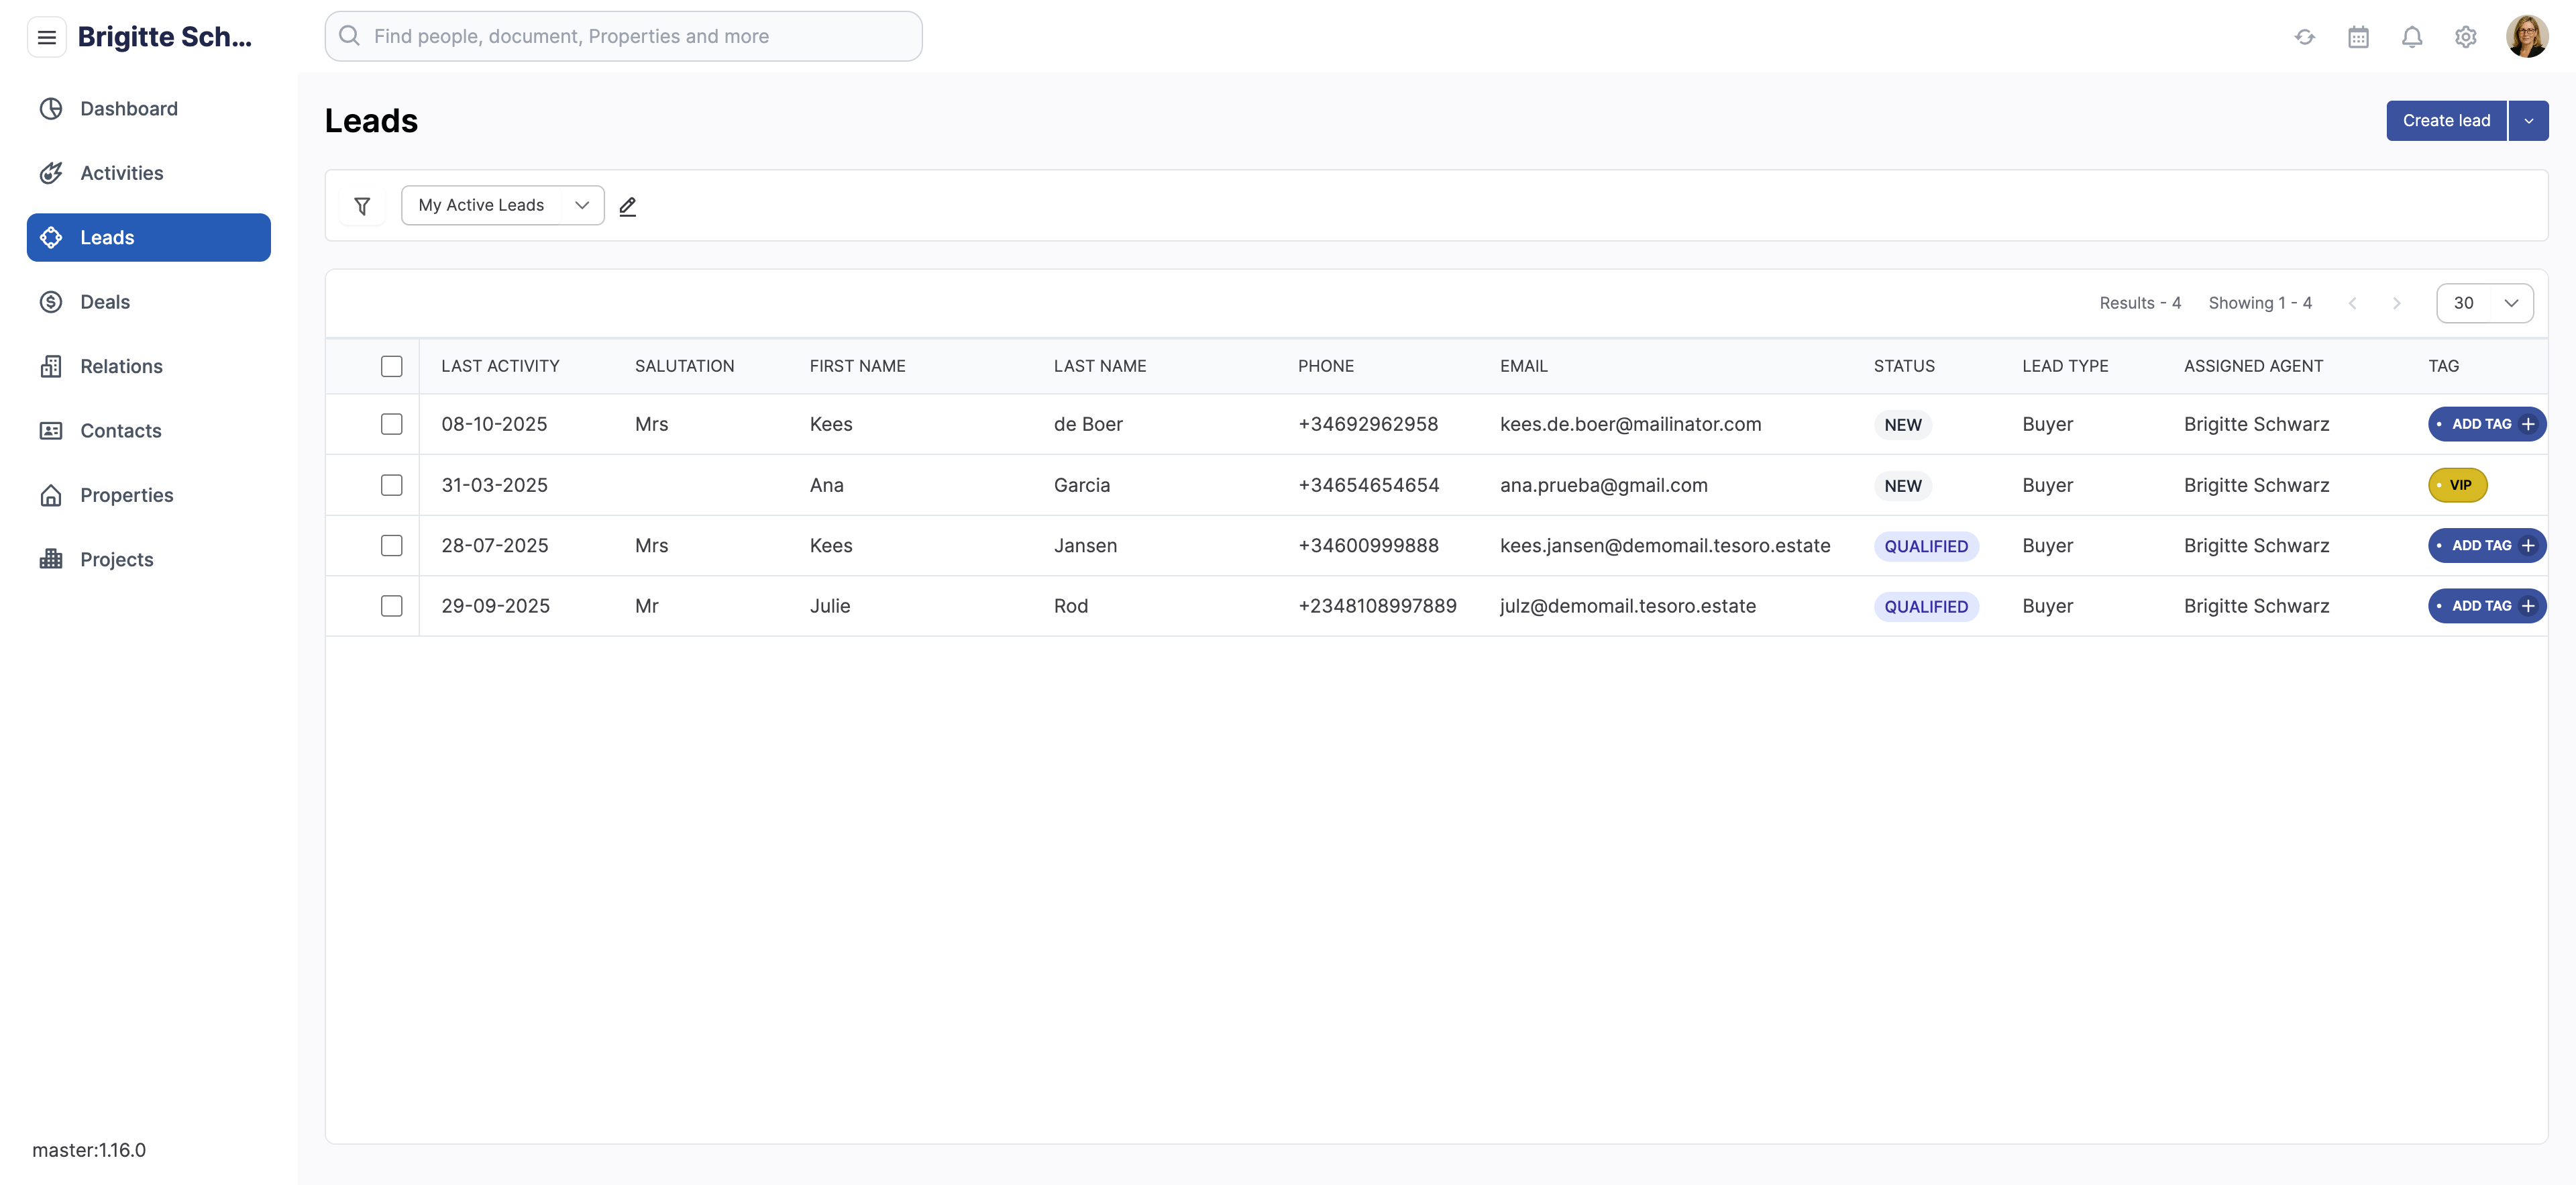 Brigitte Sch...
Find people, document, Properties and more
Dashboard
Activities
Leads
Deals
Relations
Contacts
Properties
Projects
master:1.16.0
Leads
Create lead
My Active Leads
Results - 4 Showing 1 - 4 30
LAST ACTIVITY SALUTATION FIRST NAME LAST NAME PHONE EMAIL STATUS LEAD TYPE ASSIGNED AGENT TAG
08-10-2025 Mrs Kees de Boer +34692962958 kees.de.boer@mailinator.com NEW Buyer Brigitte Schwarz ADD TAG
31-03-2025 Ana Garcia +34654654654 ana.prueba@gmail.com NEW Buyer Brigitte Schwarz VIP
28-07-2025 Mrs Kees Jansen +34600999888 kees.jansen@demomail.tesoro.estate QUALIFIED Buyer Brigitte Schwarz ADD TAG
29-09-2025 Mr Julie Rod +2348108997889 julz@demomail.tesoro.estate QUALIFIED Buyer Brigitte Schwarz ADD TAG